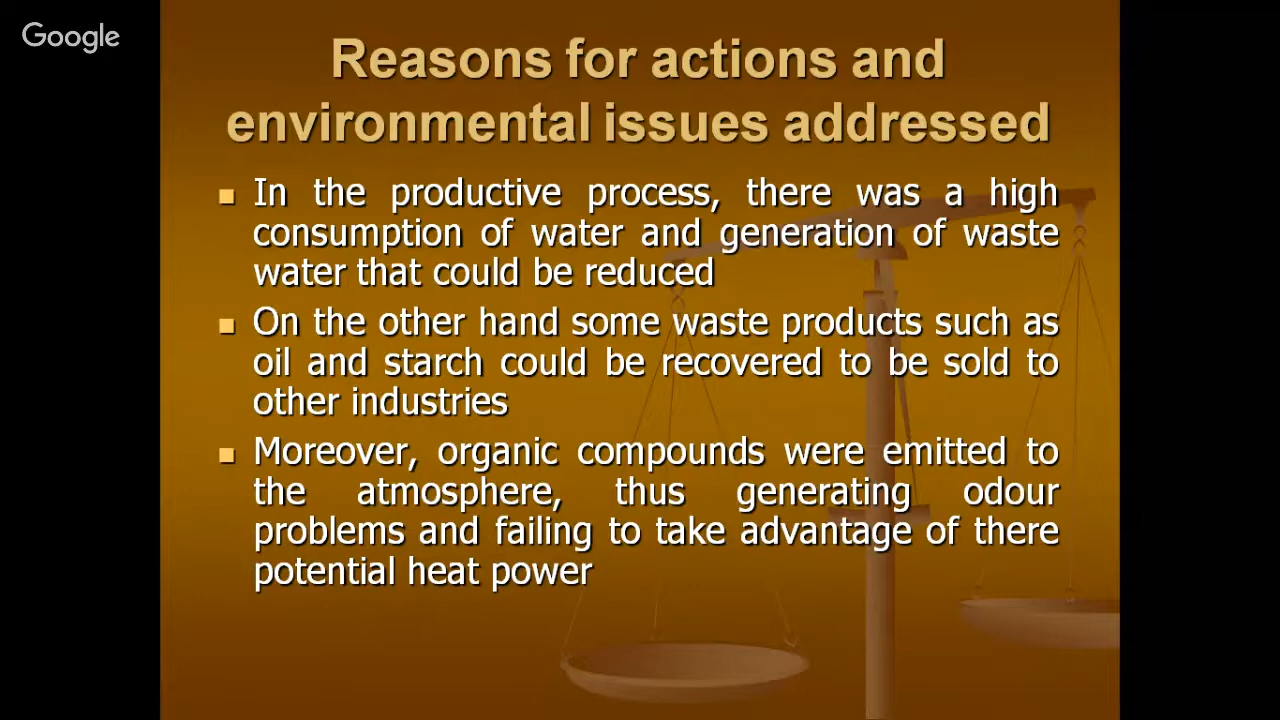 Google
Reasons for actions and
environmental issues addressed
In the productive process, there was a high
consumption of water and generation of waste
water that could be reduced
On the other hand some waste products such as
oil and starch could be recovered to be sold to
other industries
Moreover, organic compounds were emitted to
the atmosphere, thus generating odour
problems and failing to take advantage of there
potential heat power